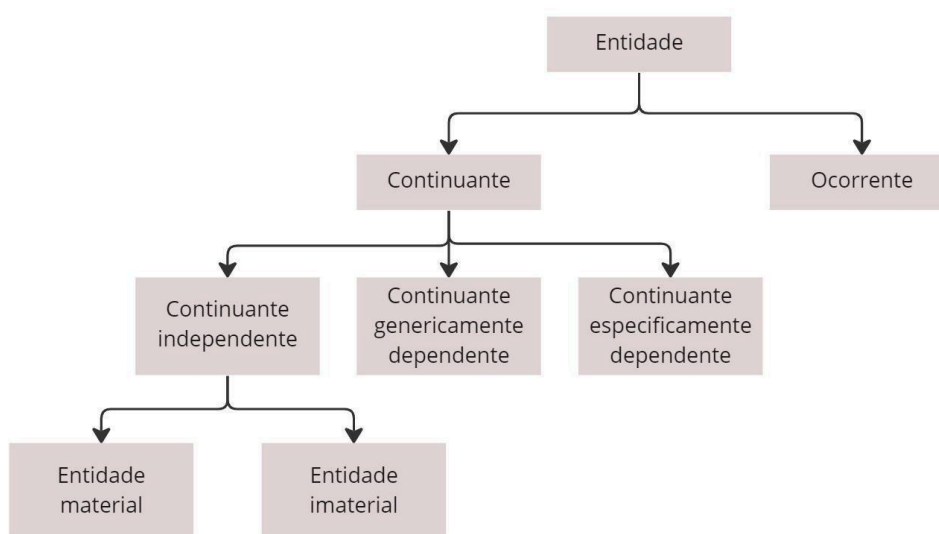 Entidade
Continuante
Ocorrente
Continuante
independente
Continuante
genericamente
dependente
Continuante
especificamente
dependente
Entidade
material
Entidade
imaterial